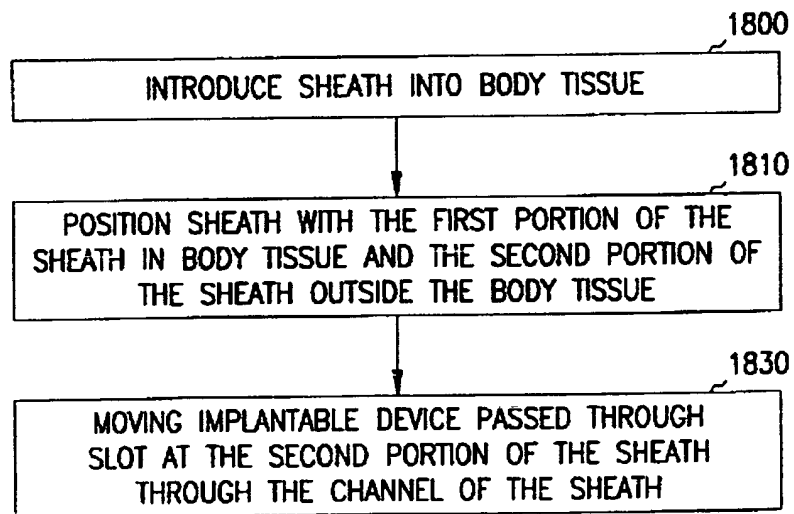 1800
INTRODUCE SHEATH INTO BODY TISSUE
1810
POSITION SHEATH WITH THE FIRST PORTION OF THE
SHEATH IN BODY TISSUE AND THE SECOND PORTION OF
THE SHEATH OUTSIDE THE BODY TISSUE
1830
MOVING IMPLANTABLE DEVICE PASSED THROUGH
SLOT AT THE SECOND PORTION OF THE SHEATH
THROUGH THE CHANNEL OF THE SHEATH